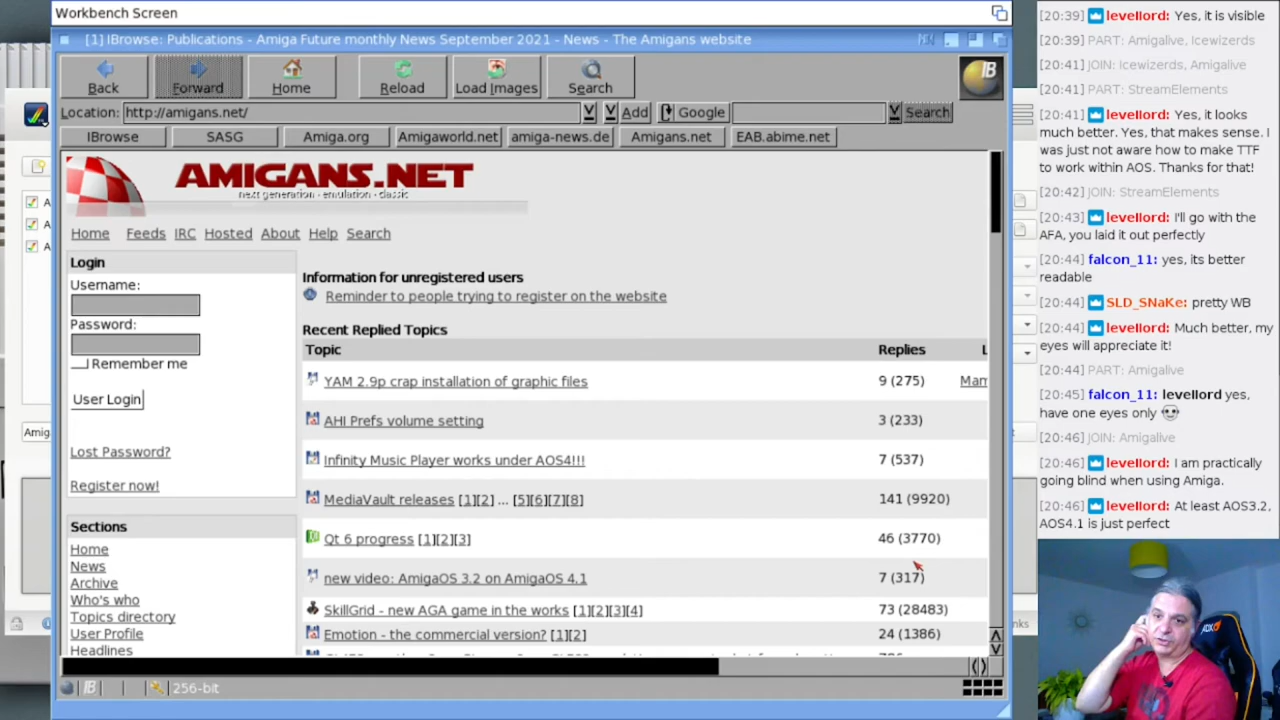 Workbench Screen
[1] IBrowse: Publications - Amiga Future monthly News September 2021 - News - The Amigans website
Back
Forward
Home
Reload
Load Images
Search
IB
Location:
http://amigans.net/
Add
Google
Search
IBrowse
SASG
Amiga.org
Amigaworld.net
amiga-news.de
Amigans.net
EAB.abime.net
AMIGANS.NET
next generation · emulation · classic
Home Feeds IRC Hosted About Help Search
Login
Username:
Password:
Remember me
User Login
Lost Password?
Register now!
Sections
Home
News
Archive
Who's who
Topics directory
User Profile
Headlines
Information for unregistered users
Reminder to people trying to register on the website
Recent Replied Topics
Topic Replies L
YAM 2.9p crap installation of graphic files 9 (275) Mam
AHI Prefs volume setting 3 (233)
Infinity Music Player works under AOS4!!! 7 (537)
MediaVault releases [1][2] ... [5][6][7][8] 141 (9920)
Qt 6 progress [1][2][3] 46 (3770)
new video: AmigaOS 3.2 on AmigaOS 4.1 7 (317)
SkillGrid - new AGA game in the works [1][2][3][4] 73 (28483)
Emotion - the commercial version? [1][2] 24 (1386)
IB
256-bit
A
A
A
Amig
nks
[20:39] levellord: Yes, it is visible
[20:39] PART: Amigalive, Icewizerds
[20:41] JOIN: Icewizerds, Amigalive
[20:41] PART: StreamElements
[20:41] levellord: Yes, it looks
much better. Yes, that makes sense. I
was just not aware how to make TTF
to work within AOS. Thanks for that!
[20:42] JOIN: StreamElements
[20:43] levellord: I'll go with the
AFA, you laid it out perfectly
[20:44] falcon_11: yes, its better
readable
[20:44] SLD_SNaKe: pretty WB
[20:44] levellord: Much better, my
eyes will appreciate it!
[20:44] PART: Amigalive
[20:45] falcon_11: levellord yes,
have one eyes only
[20:46] JOIN: Amigalive
[20:46] levellord: I am practically
going blind when using Amiga.
[20:46] levellord: At least AOS3.2,
AOS4.1 is just perfect